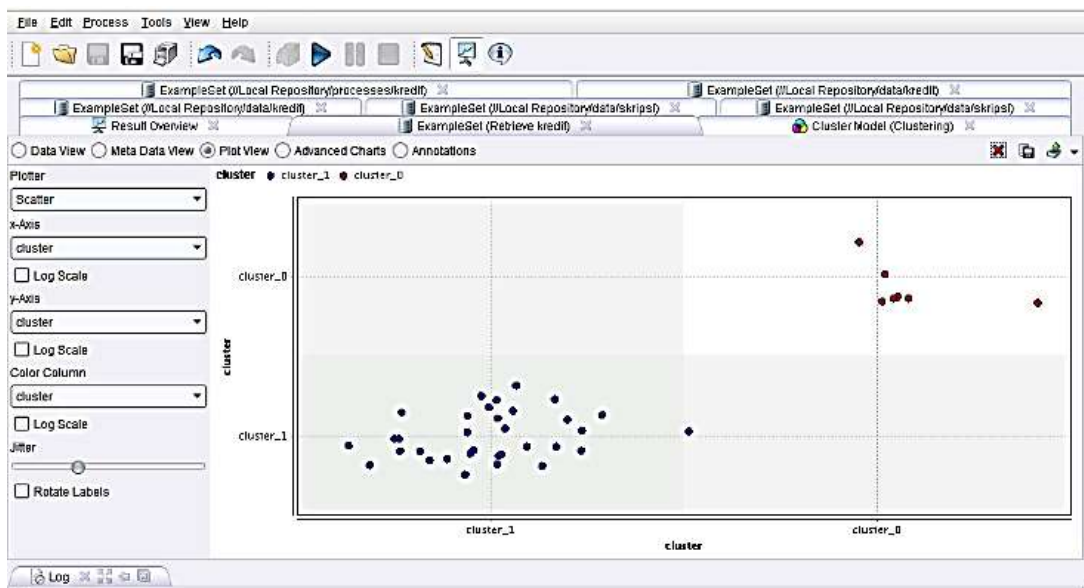 File Edit Process Tools View Help
ExampleSet (//Local Repository/processes/kredit)
ExampleSet (//Local Repository/data/kredit)
ExampleSet (//Local Repository/data/kredit)
ExampleSet (//Local Repository/data/skripsi)
ExampleSet (//Local Repository/data/skripsi)
Result Overview
ExampleSet (Retrieve kredit)
Cluster Model (Clustering)
Data View Meta Data View Plot View Advanced Charts Annotations
Plotter
Scatter
x-Axis
cluster
Log Scale
y-Axis
cluster
Log Scale
Color Column
cluster
Log Scale
Jitter
Rotate Labels
cluster cluster_1 cluster_0
cluster_0
cluster
cluster_1
cluster_1 cluster_0
cluster
Log